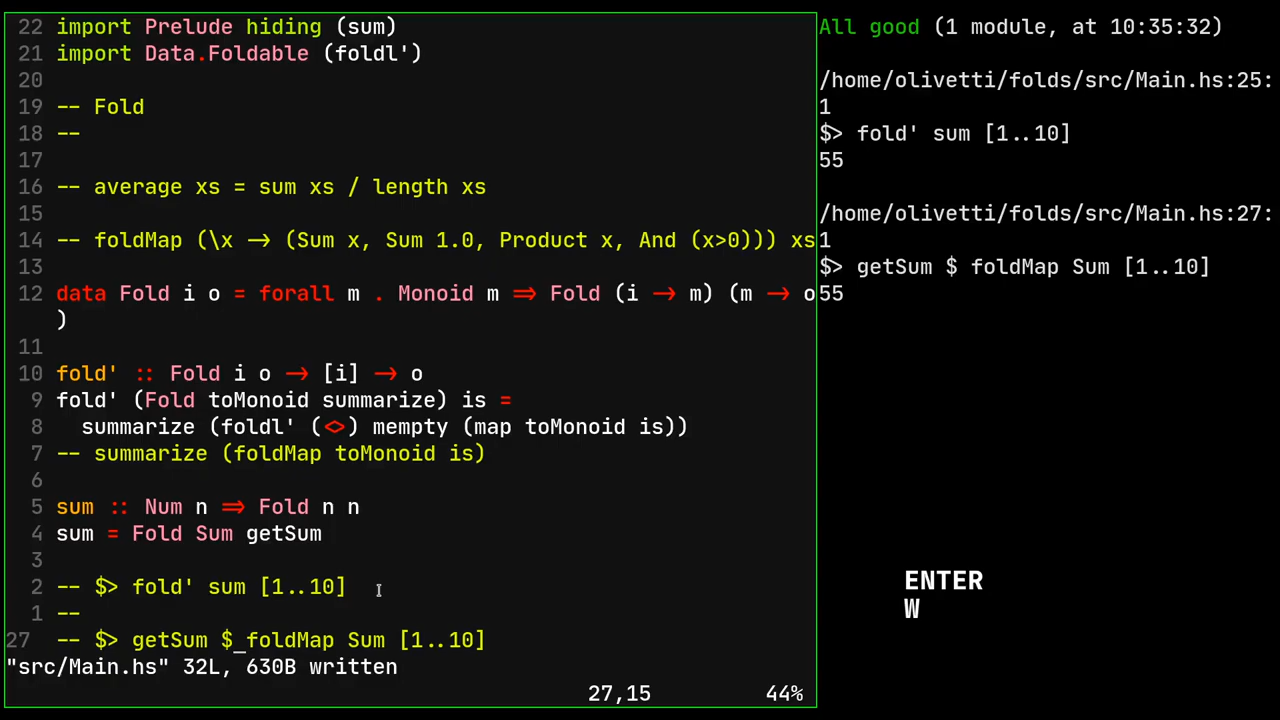 22 import Prelude hiding (sum)
21 import Data.Foldable (foldl')
20
19 -- Fold
18 --
17
16 -- average xs = sum xs / length xs
15
14 -- foldMap (\x -> (Sum x, Sum 1.0, Product x, And (x>0))) xs
13
12 data Fold i o = forall m . Monoid m => Fold (i -> m) (m -> o
)
11
10 fold' :: Fold i o -> [i] -> o
9 fold' (Fold toMonoid summarize) is =
8 summarize (foldl' (<>) mempty (map toMonoid is))
7 -- summarize (foldMap toMonoid is)
6
5 sum :: Num n => Fold n n
4 sum = Fold Sum getSum
3
2 -- $> fold' sum [1..10]
1 --
27 -- $> getSum $ foldMap Sum [1..10]
"src/Main.hs" 32L, 630B written
27,15 44%
All good (1 module, at 10:35:32)
/home/olivetti/folds/src/Main.hs:25:
1
$> fold' sum [1..10]
55
/home/olivetti/folds/src/Main.hs:27:
1
$> getSum $ foldMap Sum [1..10]
55
ENTER
W